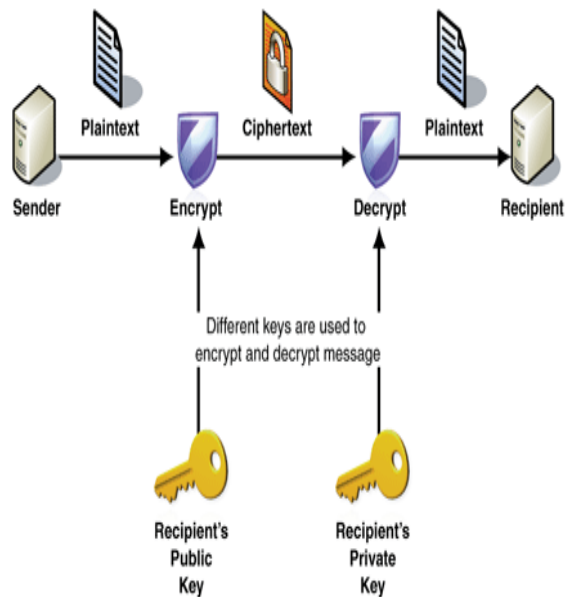 Plaintext
Ciphertext
Plaintext
Sender
Encrypt
Decrypt
Recipient
Different keys are used to
encrypt and decrypt message
Recipient's
Public
Key
Recipient's
Private
Key